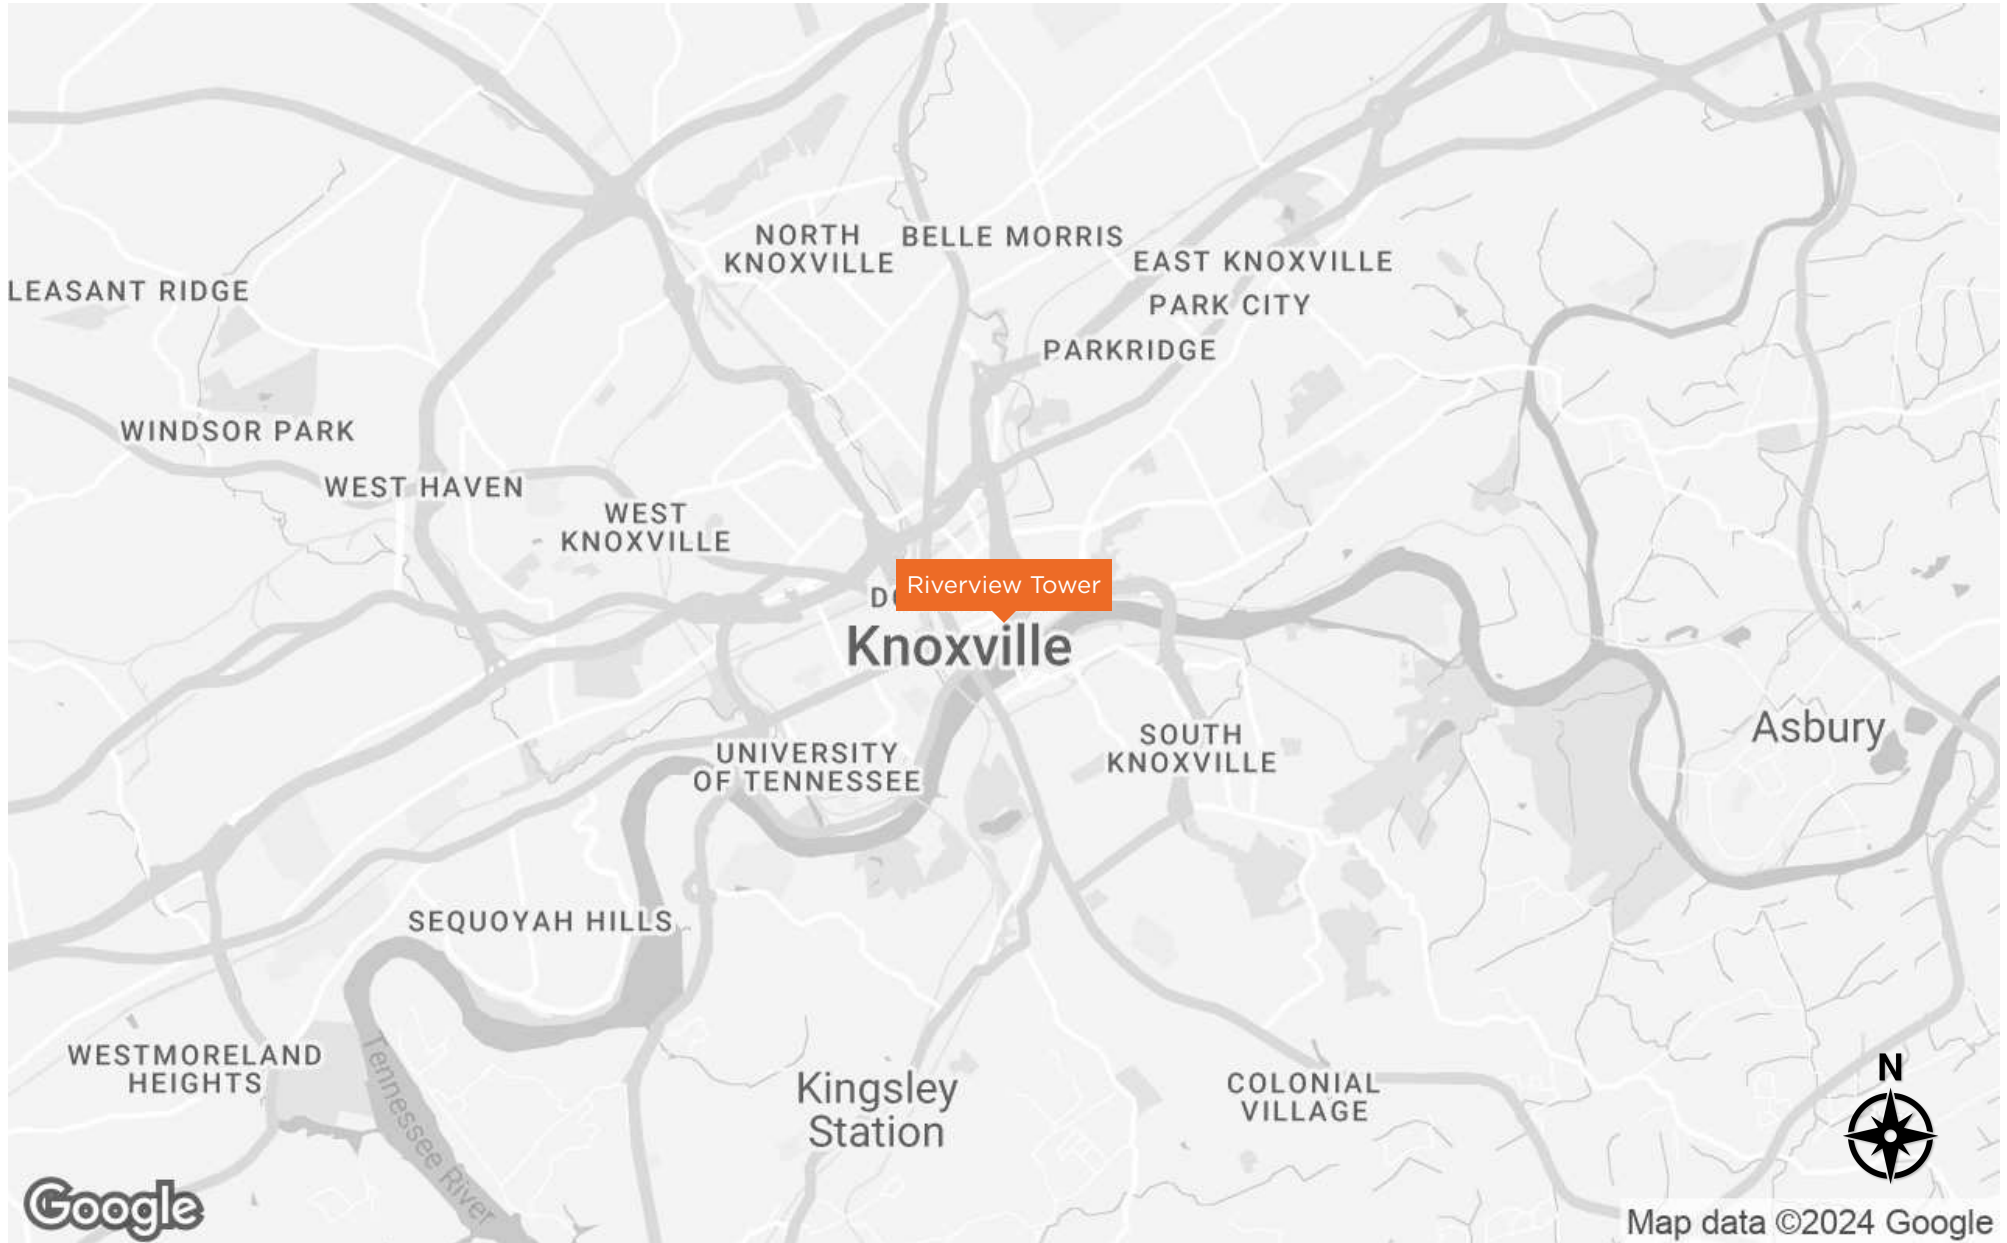 NORTH
KNOXVILLE
BELLE MORRIS
EAST KNOXVILLE
PARK CITY
LEASANT RIDGE
PARKRIDGE
WINDSOR PARK
WEST HAVEN
WEST
KNOXVILLE
Riverview Tower
Knoxville
UNIVERSITY
OF TENNESSEE
SOUTH
KNOXVILLE
Asbury
SEQUOYAH HILLS
WESTMORELAND
HEIGHTS
Tennessee River
Kingsley
Station
COLONIAL
VILLAGE
N
Google
Map data ©2024 Google